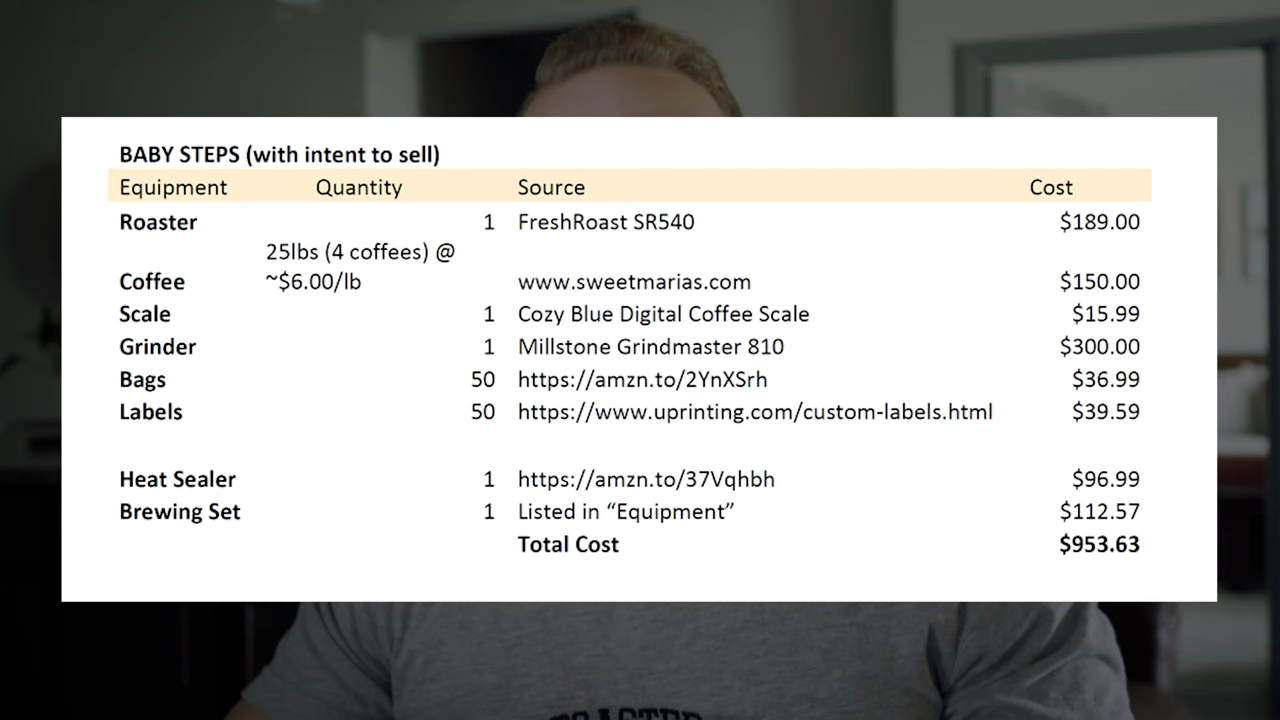 BABY STEPS (with intent to sell)
Equipment Quantity Source Cost
Roaster 1 FreshRoast SR540 $189.00
25lbs (4 coffees) @
Coffee ~$6.00/lb www.sweetmarias.com $150.00
Scale 1 Cozy Blue Digital Coffee Scale $15.99
Grinder 1 Millstone Grindmaster 810 $300.00
Bags 50 https://amzn.to/2YnXSrh $36.99
Labels 50 https://www.uprinting.com/custom-labels.html $39.59
Heat Sealer 1 https://amzn.to/37Vqhbh $96.99
Brewing Set 1 Listed in “Equipment” $112.57
Total Cost $953.63